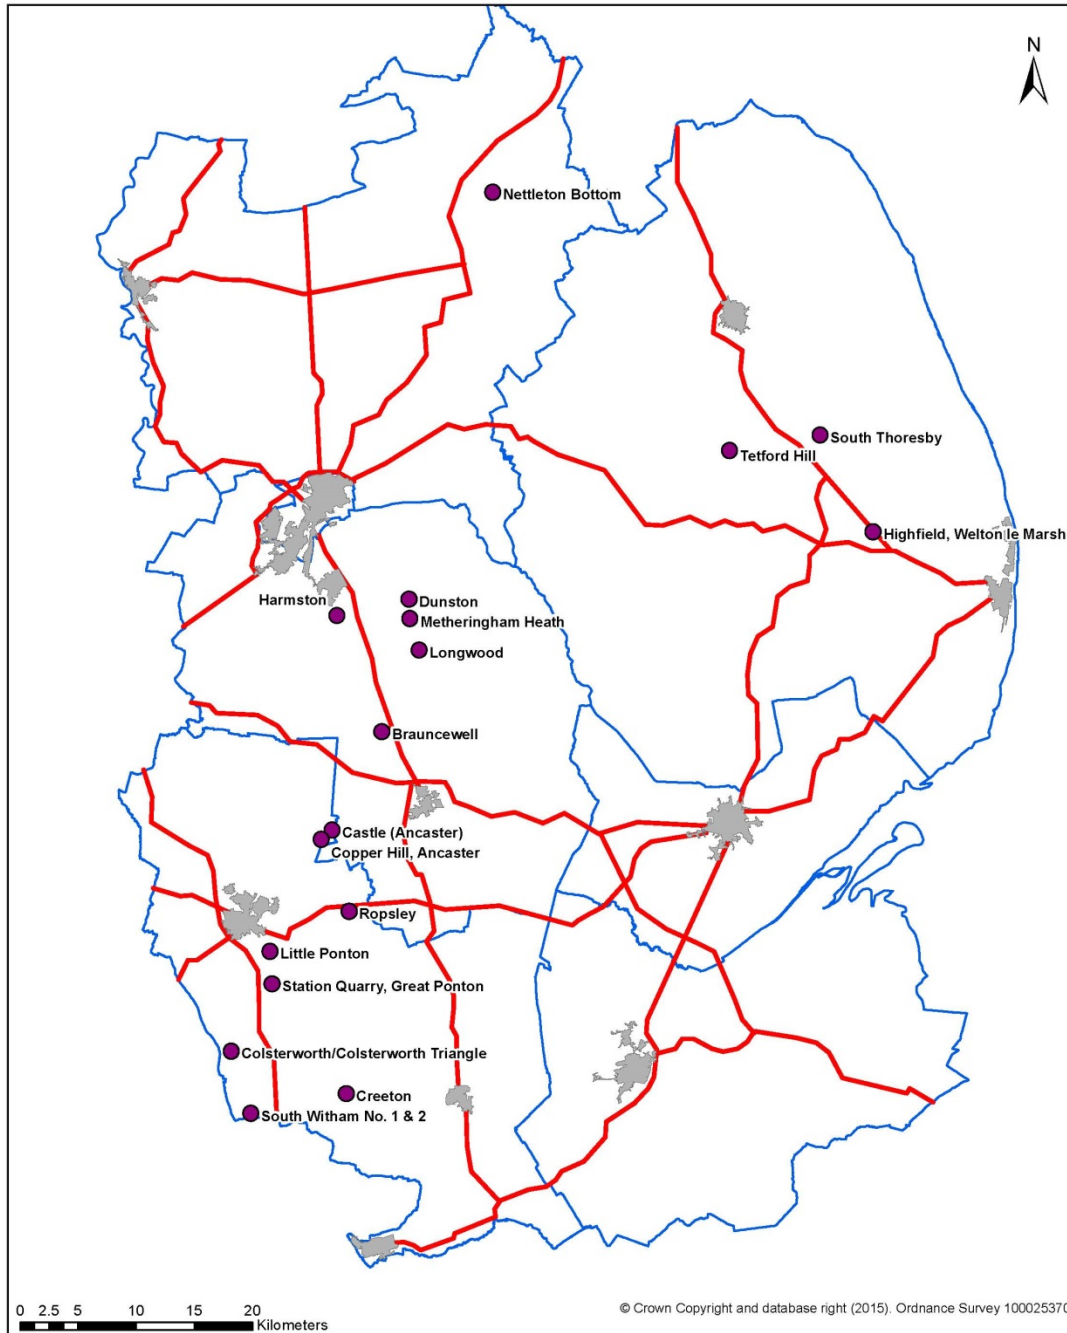 N
Nettleton Bottom
South Thoresby
Tetford Hill
Highfield, Welton le Marsh
Harmston
Dunston
Metheringham Heath
Longwood
Brauncewell
Castle (Ancaster)
Copper Hill, Ancaster
Ropsley
Little Ponton
Station Quarry, Great Ponton
Colsterworth/Colsterworth Triangle
Creeton
South Witham No. 1 & 2
0 2.5 5 10 15 20
Kilometers
© Crown Copyright and database right (2015). Ordnance Survey 100025370